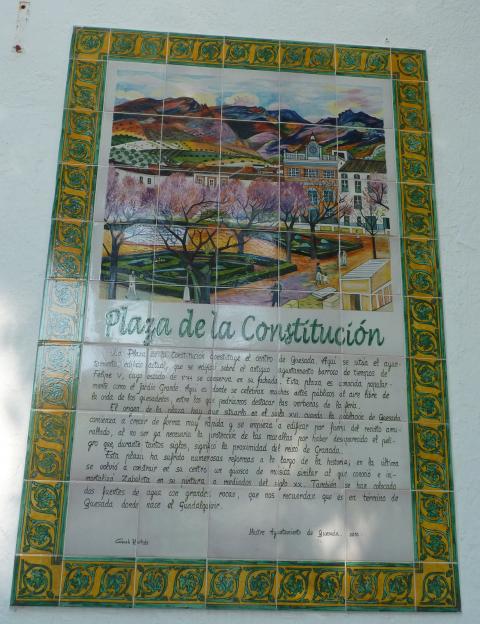 Plaza de la Constitución
La Plaza de la Constitución constituye el centro de Quesada. Aquí se sitúa el ayun-
tamiento, edificio actual, que se edificó sobre el antiguo ayuntamiento barroco de tiempos de
Felipe V, cuyo escudo de 1744 se conserva en su fachada. Esta plaza es conocida popular-
mente como el Jardín. Grande Aquí es donde se celebran muchos actos públicos al aire libre de
la vida de los quesadeños, entre los que podríamos destacar las verbenas de la feria.
El origen de la plaza hay que situarlo en el siglo XVI, cuando la población de Quesada
comienza a crecer de forma muy rápida y se empieza a edificar por fuera del recinto amu-
rallado, al no ser ya necesaria la protección de las murallas por haber desaparecido el peli-
gro que, durante tantos siglos, significó la proximidad del reino de Granada.
Esta plaza ha sufrido numerosas reformas a lo largo de la historia, en la última
se volvió a construir en su centro un quiosco de música similar al que conoció e in-
mortalizó Zabaleta en su pintura a mediados del siglo XX. También se han colocado
dos fuentes de agua con grandes rocas, que nos recuerdan que es en término de
Quesada donde nace el Guadalquivir.
Ilustre Ayuntamiento de Quesada